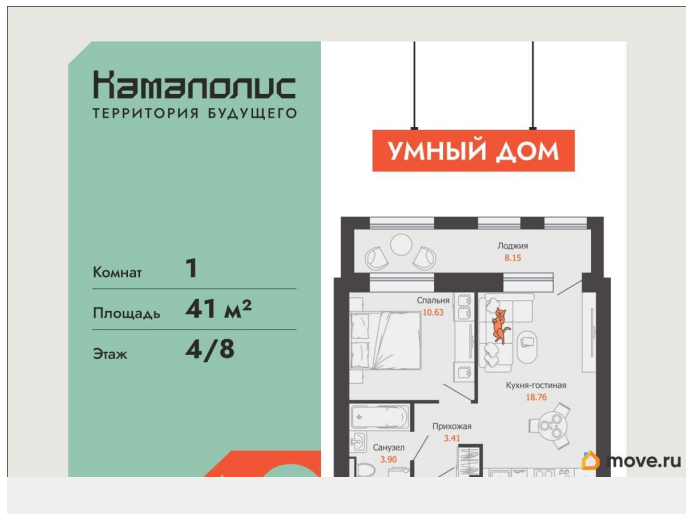 Камаполис
ТЕРРИТОРИЯ БУДУЩЕГО
УМНЫЙ ДОМ
Комнат 1
Площадь 41 м²
Этаж 4/8
Лоджия
8.15
Спальня
10.63
Кухня-гостиная
18.76
Прихожая
3.41
Санузел
3.90
move.ru